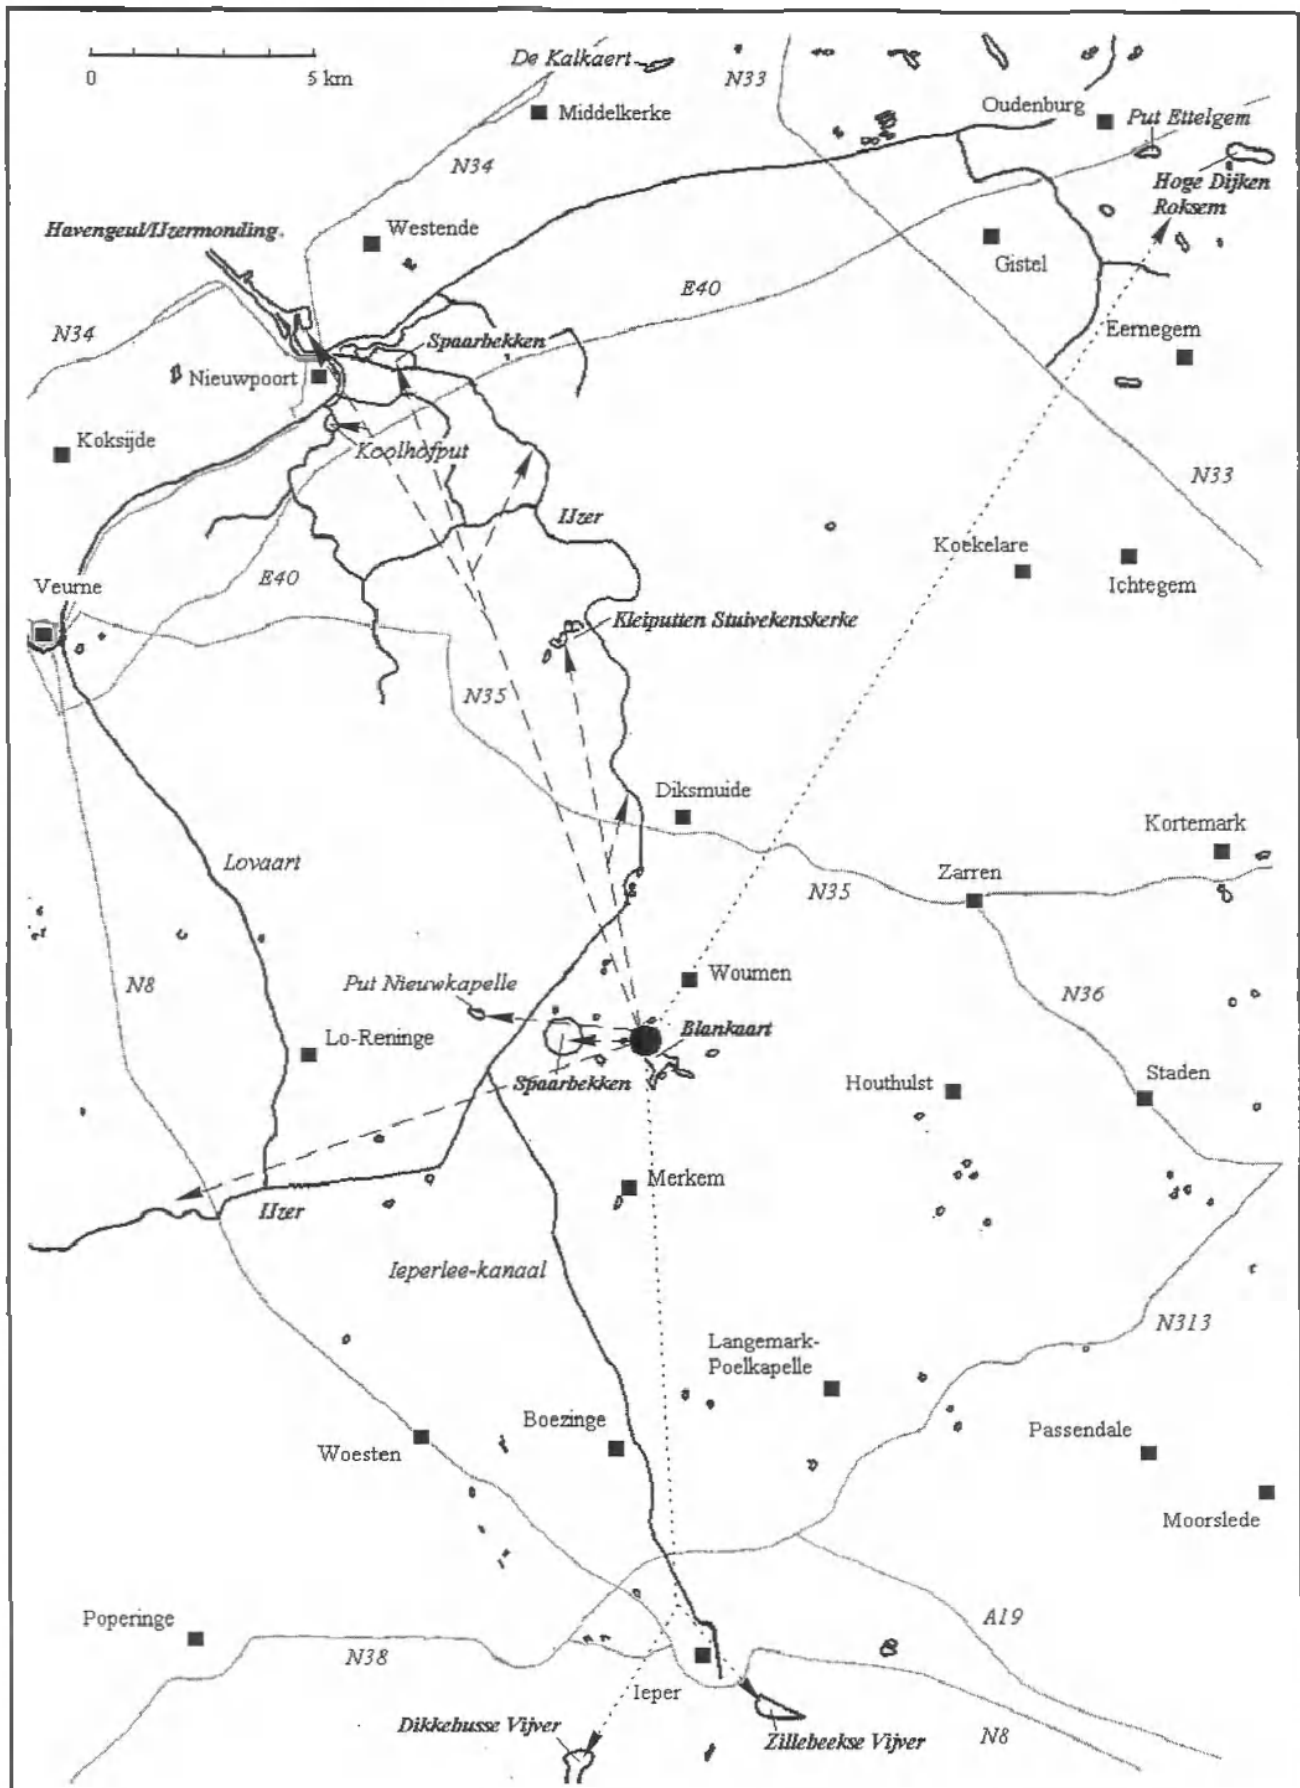 De Kalkaert
0
5 km
N33
Middelkerke
Oudenburg
Put Ettelgem
N34
Hoge Dijken
Roksem
Havengeul/IJzermonding
Westende
Gistel
E40
N34
Spaarbekken
Eernegem
Nieuwpoort
Koksijde
Koolhofput
N33
IJzer
Koekelare
Ichtegem
E40
Veurne
Kleiputten Stuivekenskerke
N35
Diksmuide
Kortemark
Lovaart
Zarren
N35
Put Nieuwkapelle
Woumen
N8
N36
Blankaart
Lo-Reninge
Spaarbekken
Houthulst
Staden
Merkem
IJzer
Ieperlee-kanaal
N313
Langemark-
Poelkapelle
Boezinge
Passendale
Woesten
Moorslede
Poperinge
A19
N38
Ieper
Dikkebusse Vijver
Zillebeekse Vijver
N8